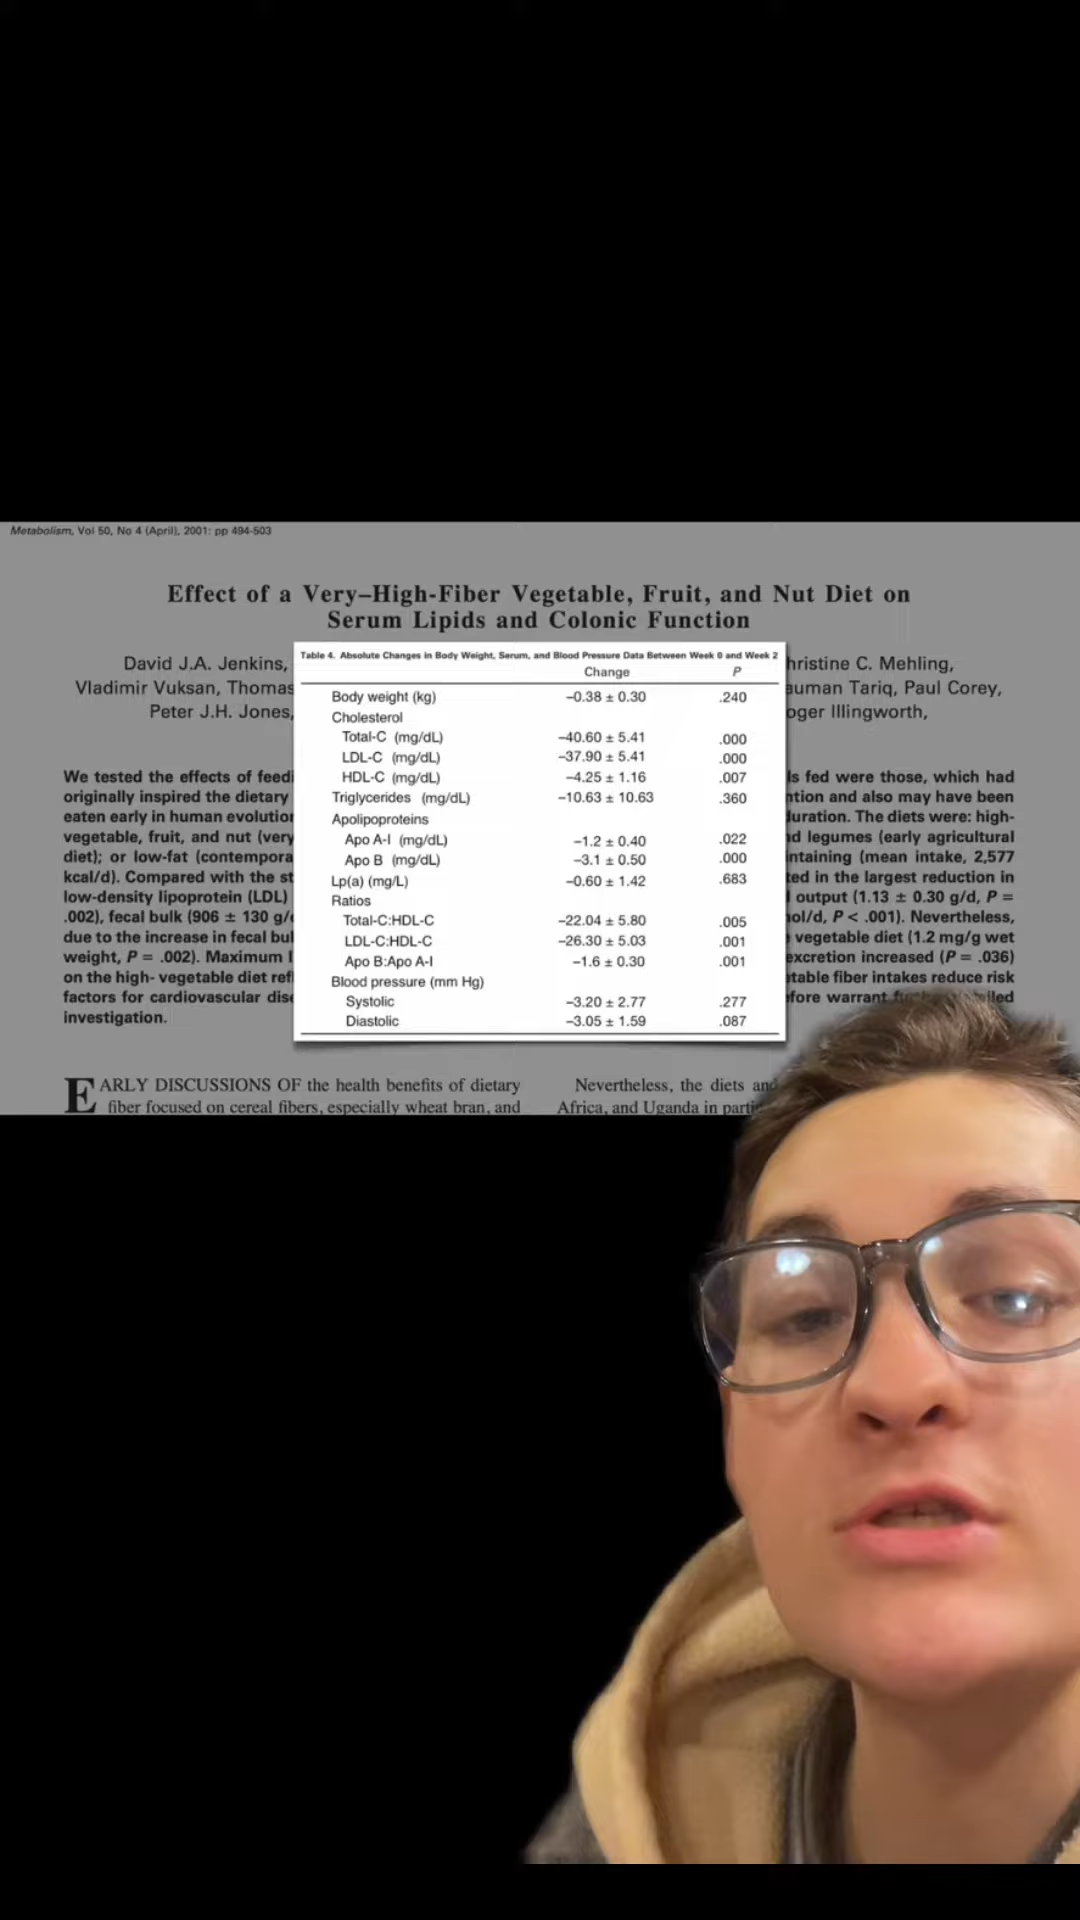 Metabolism, Vol 50, No 4 (April), 2001: pp 494-503
Effect of a Very–High-Fiber Vegetable, Fruit, and Nut Diet on
Serum Lipids and Colonic Function
David J.A. Jenkins, hristine C. Mehling,
Vladimir Vuksan, Thomas auman Tariq, Paul Corey,
Peter J.H. Jones, oger Illingworth,
We tested the effects of feedi ls fed were those, which had
originally inspired the dietary ntion and also may have been
eaten early in human evolution duration. The diets were: high-
vegetable, fruit, and nut (very d legumes (early agricultural
diet); or low-fat (contempora intaining (mean intake, 2,577
kcal/d). Compared with the st ted in the largest reduction in
low-density lipoprotein (LDL) l output (1.13 ± 0.30 g/d, P =
.002), fecal bulk (906 ± 130 g/ nol/d, P < .001). Nevertheless,
due to the increase in fecal bul vegetable diet (1.2 mg/g wet
weight, P = .002). Maximum l excretion increased (P = .036)
on the high- vegetable diet ref etable fiber intakes reduce risk
factors for cardiovascular dise efore warrant
investigation.
Table 4. Absolute Changes in Body Weight, Serum, and Blood Pressure Data Between Week 0 and Week 2
Change P
Body weight (kg) −0.38 ± 0.30 .240
Cholesterol
Total-C (mg/dL) −40.60 ± 5.41 .000
LDL-C (mg/dL) −37.90 ± 5.41 .000
HDL-C (mg/dL) −4.25 ± 1.16 .007
Triglycerides (mg/dL) −10.63 ± 10.63 .360
Apolipoproteins
Apo A-I (mg/dL) −1.2 ± 0.40 .022
Apo B (mg/dL) −3.1 ± 0.50 .000
Lp(a) (mg/L) −0.60 ± 1.42 .683
Ratios
Total-C:HDL-C −22.04 ± 5.80 .005
LDL-C:HDL-C −26.30 ± 5.03 .001
Apo B:Apo A-I −1.6 ± 0.30 .001
Blood pressure (mm Hg)
Systolic −3.20 ± 2.77 .277
Diastolic −3.05 ± 1.59 .087
EARLY DISCUSSIONS OF the health benefits of dietary
fiber focused on cereal fibers, especially wheat bran, and
Nevertheless, the diets and
Africa, and Uganda in parti